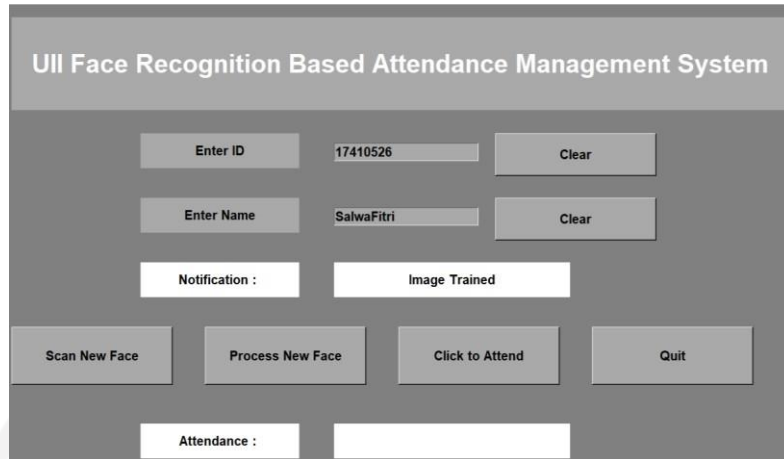 UII Face Recognition Based Attendance Management System
Enter ID 17410526 Clear
Enter Name SalwaFitri Clear
Notification : Image Trained
Scan New Face Process New Face Click to Attend Quit
Attendance :